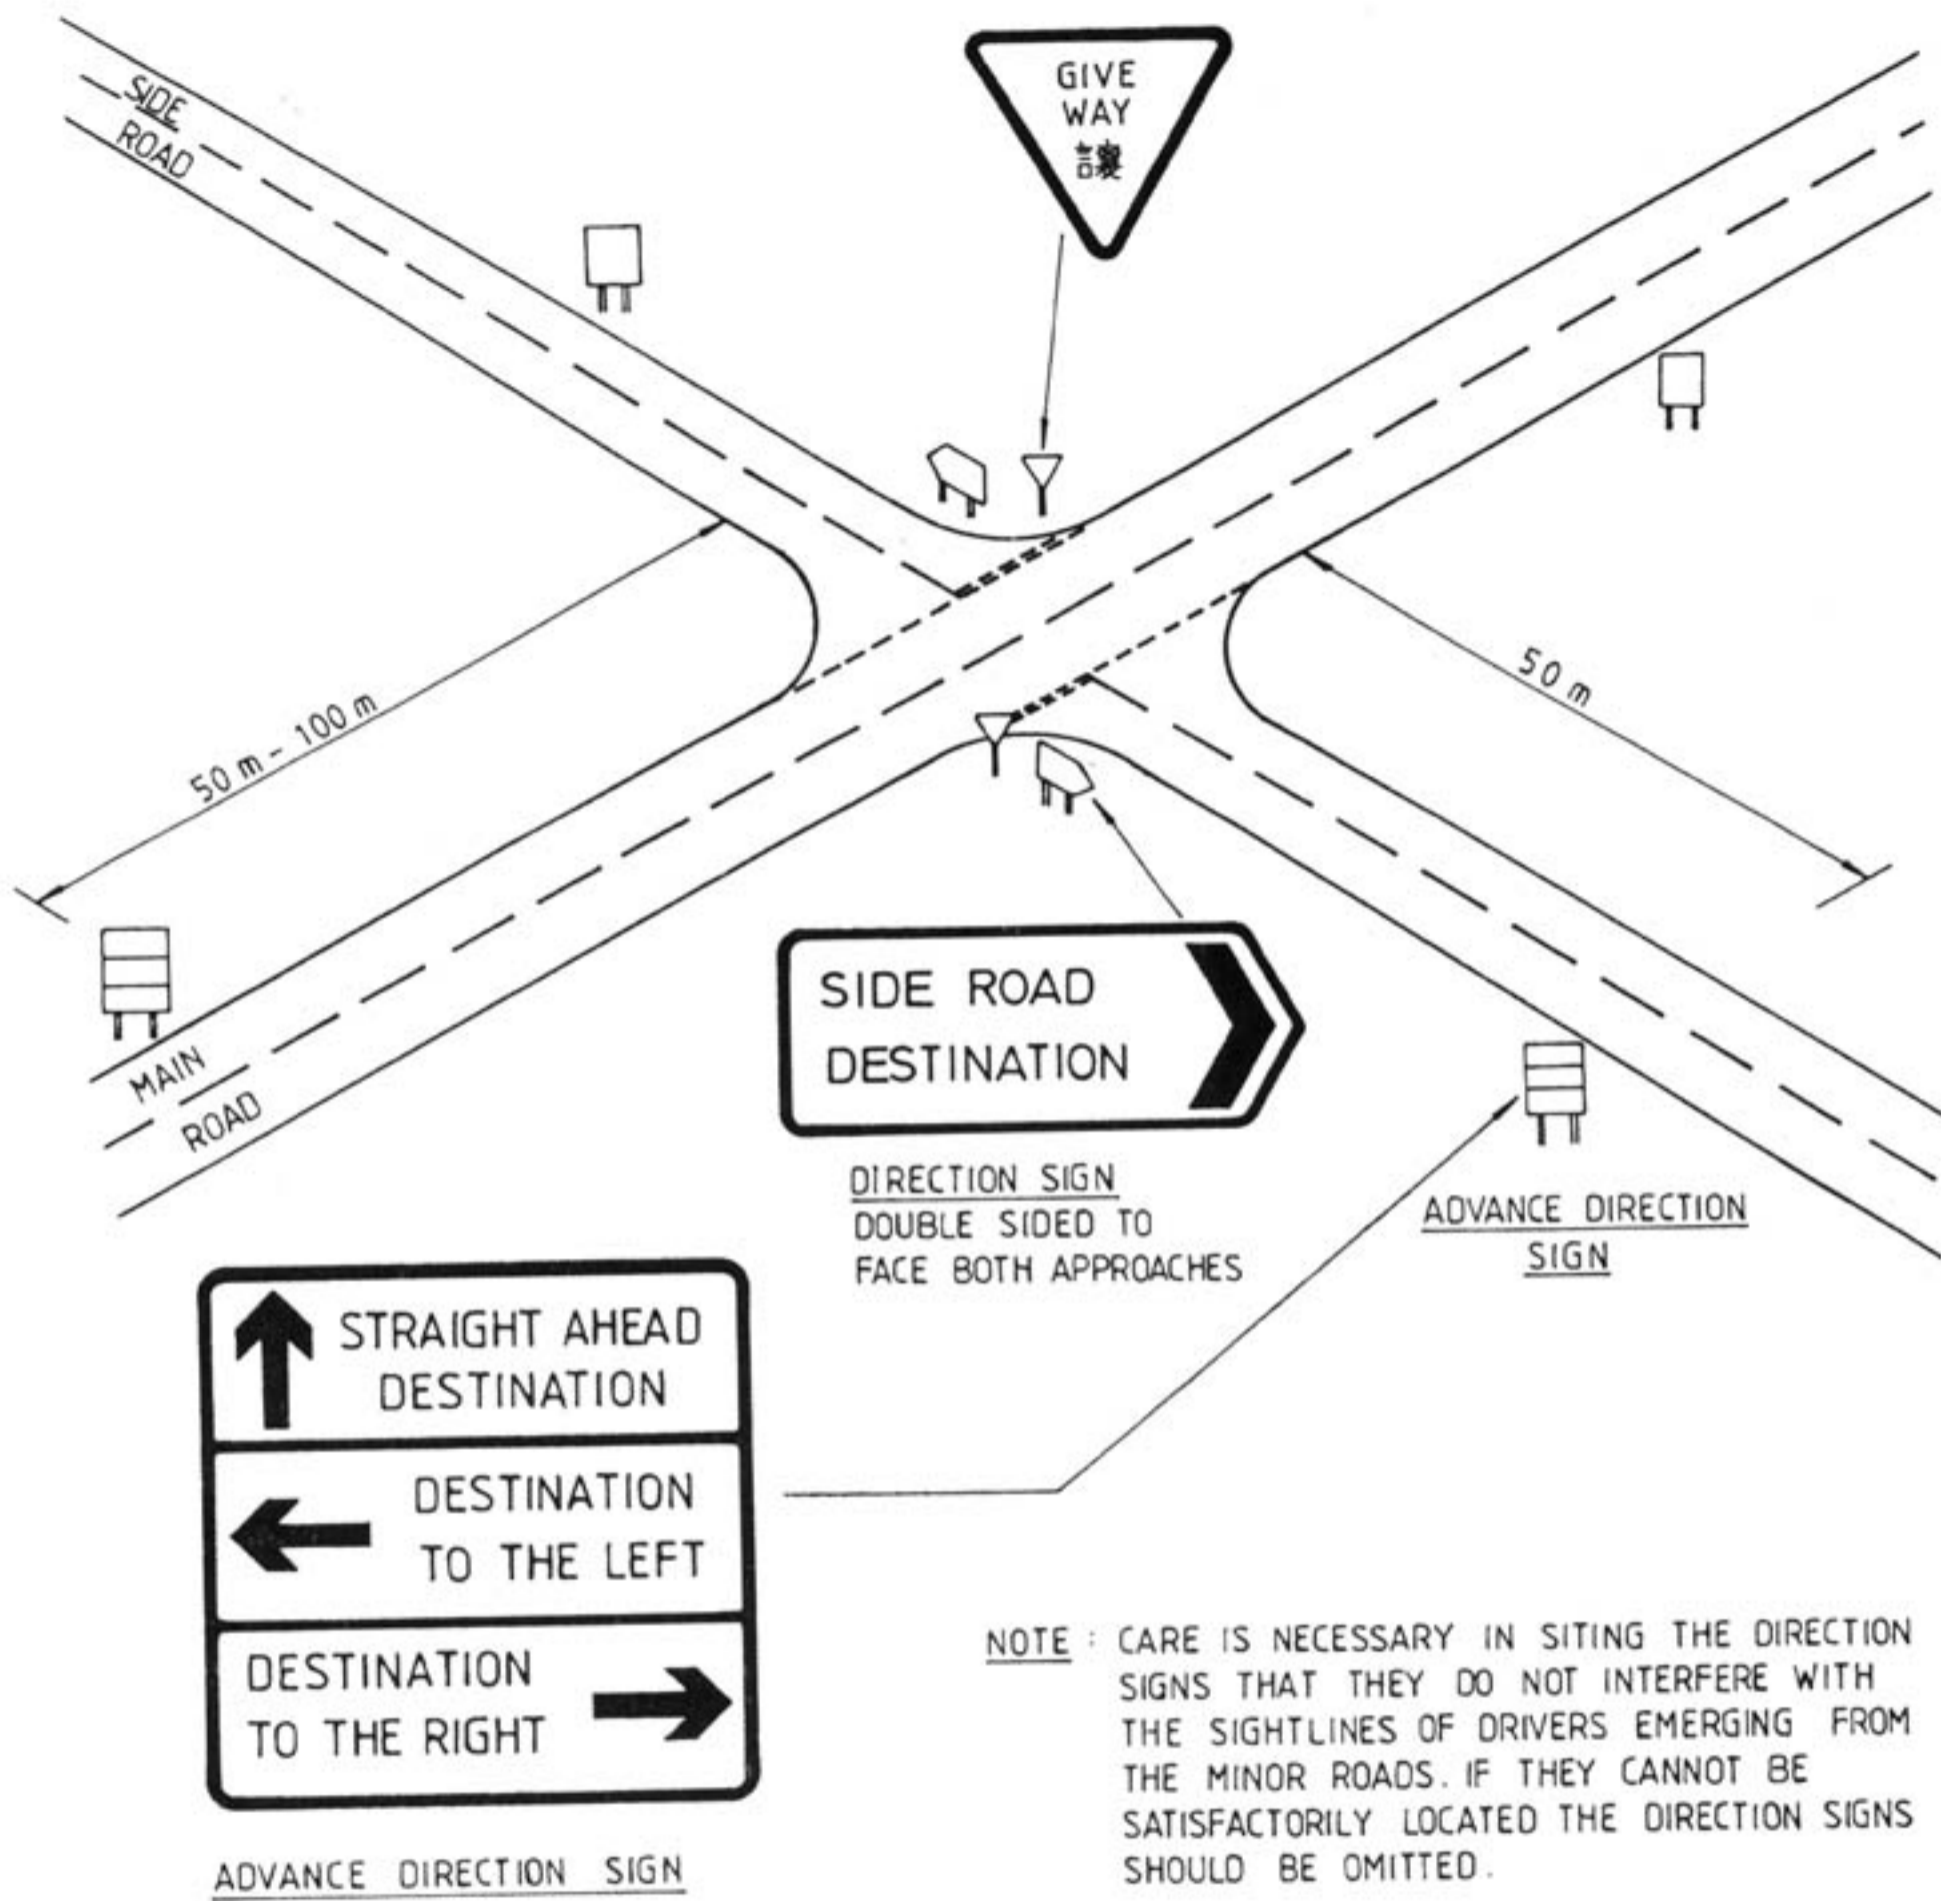 GIVE
WAY
讓
SIDE
ROAD
50 m - 100 m
50 m
MAIN
ROAD
SIDE ROAD
DESTINATION
DIRECTION SIGN
DOUBLE SIDED TO
FACE BOTH APPROACHES
ADVANCE DIRECTION
SIGN
STRAIGHT AHEAD
DESTINATION
DESTINATION
TO THE LEFT
DESTINATION
TO THE RIGHT
ADVANCE DIRECTION SIGN
NOTE : CARE IS NECESSARY IN SITING THE DIRECTION
SIGNS THAT THEY DO NOT INTERFERE WITH
THE SIGHTLINES OF DRIVERS EMERGING FROM
THE MINOR ROADS. IF THEY CANNOT BE
SATISFACTORILY LOCATED THE DIRECTION SIGNS
SHOULD BE OMITTED.